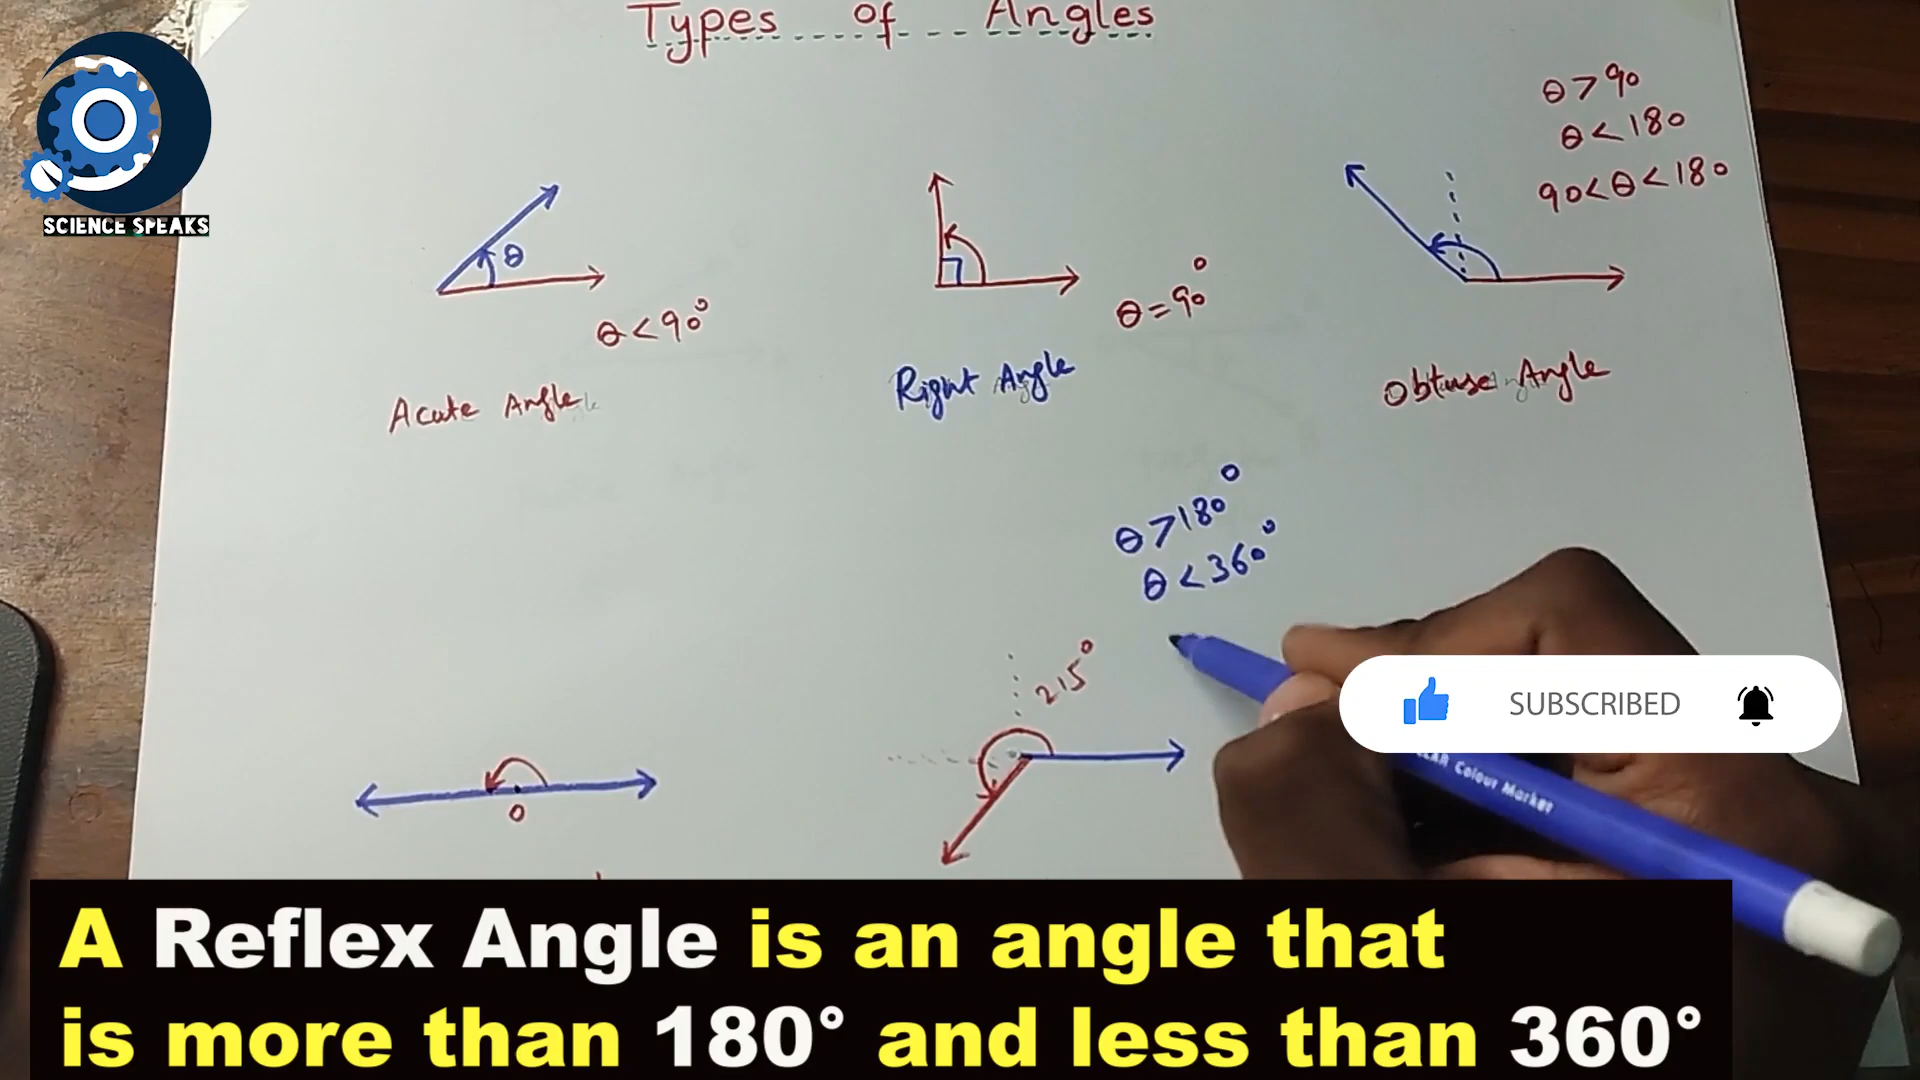 Types of Angles
SCIENCE SPEAKS
θ > 90
θ < 180
90 < θ < 180
θ
θ < 90°
θ = 90°
Acute Angle
Right Angle
Obtuse Angle
θ > 180°
θ < 360°
215°
O
SUBSCRIBED
Colour Marker
A Reflex Angle is an angle that
is more than 180° and less than 360°